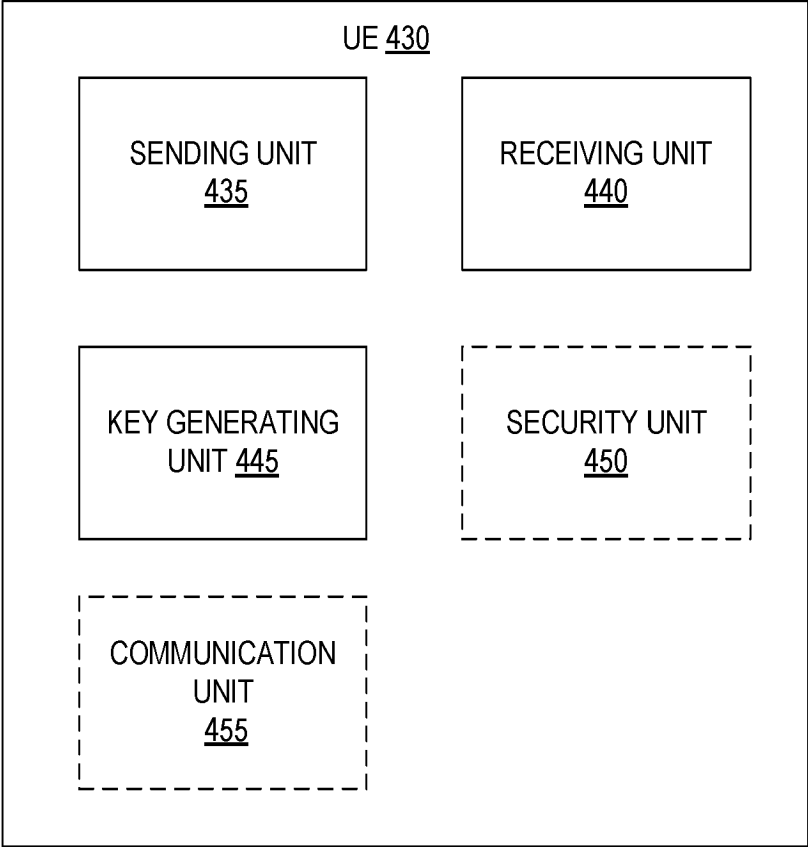 UE 430
SENDING UNIT
435
RECEIVING UNIT
440
KEY GENERATING
UNIT 445
SECURITY UNIT
450
COMMUNICATION
UNIT
455